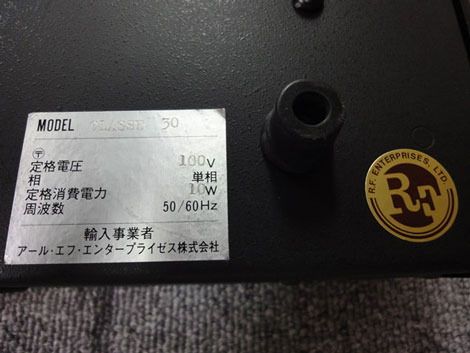 MODEL CLASSE 30
〒
定格電圧 100V
相 単相
定格消費電力 10W
周波数 50/60Hz
輸入事業者
アール・エフ・エンタープライゼス株式会社
R.F. ENTERPRISES, LTD.
RF